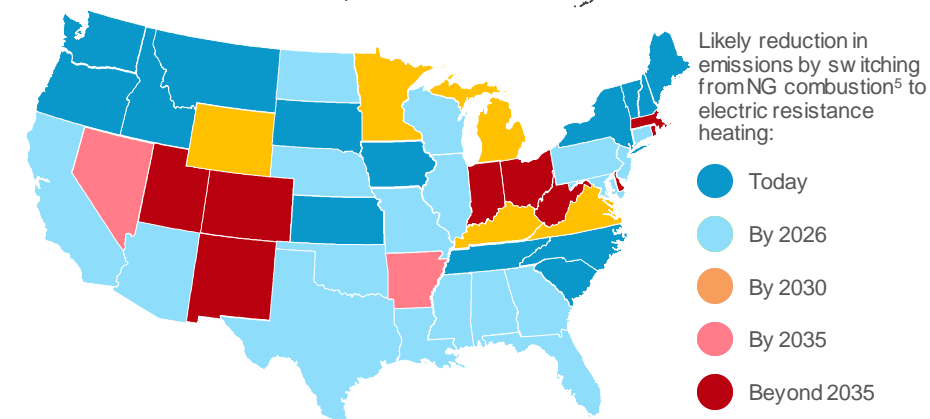 Likely reduction in
emissions by switching
from NG combustion⁵ to
electric resistance
heating:
Today
By 2026
By 2030
By 2035
Beyond 2035